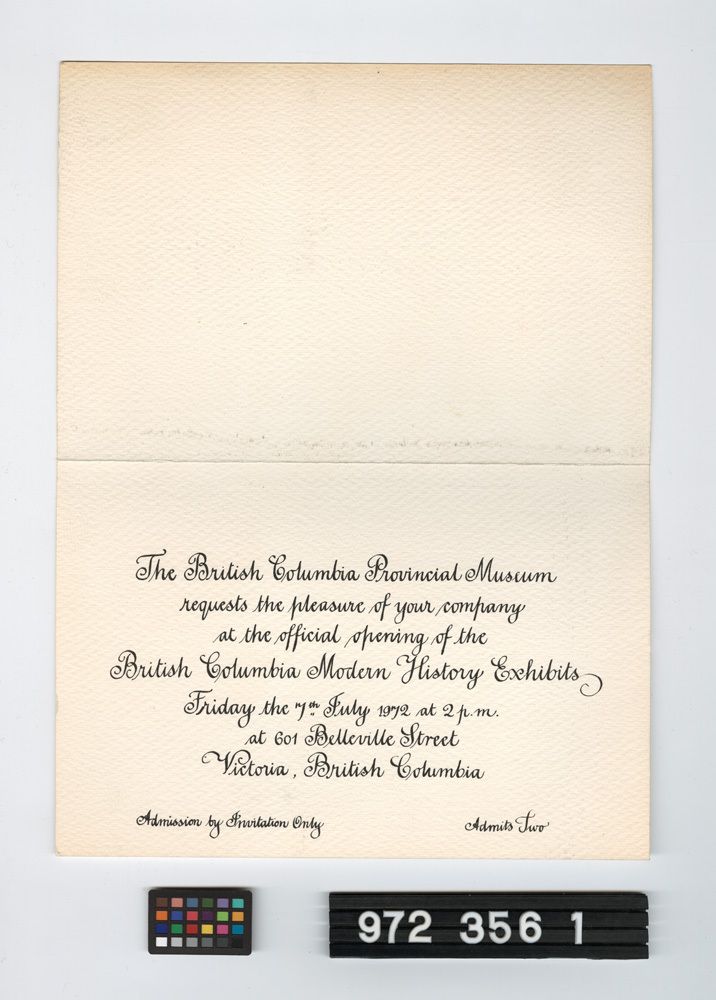 The British Columbia Provincial Museum
requests the pleasure of your company
at the official opening of the
British Columbia Modern History Exhibits
Friday the 7th July 1972 at 2 p.m.
at 601 Belleville Street
Victoria, British Columbia
Admission by Invitation Only
Admits Two
972 356 1